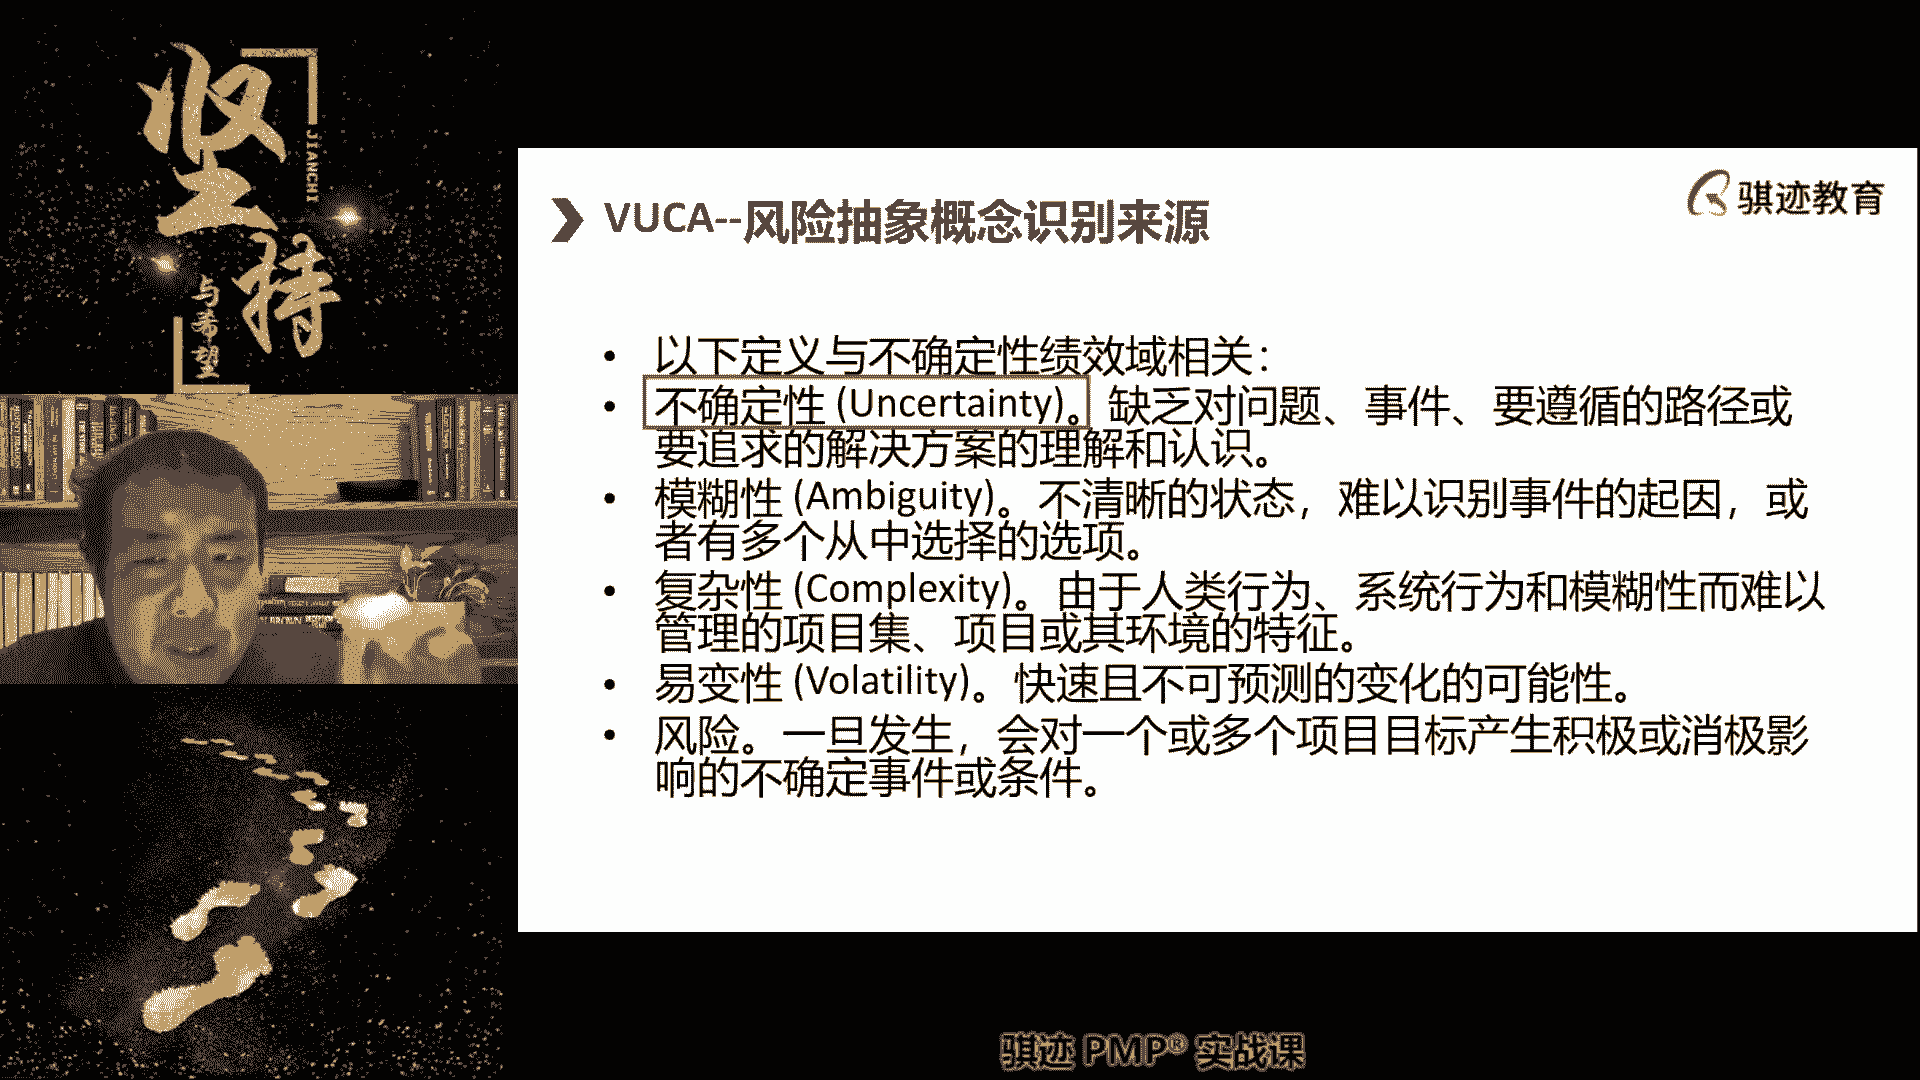 坚持
JIANCHI
与希望
骐迹教育
VUCA--风险抽象概念识别来源
• 以下定义与不确定性绩效域相关：
• 不确定性 (Uncertainty)。缺乏对问题、事件、要遵循的路径或
要追求的解决方案的理解和认识。
• 模糊性 (Ambiguity)。不清晰的状态，难以识别事件的起因，或
者有多个从中选择的选项。
• 复杂性 (Complexity)。由于人类行为、系统行为和模糊性而难以
管理的项目集、项目或其环境的特征。
• 易变性 (Volatility)。快速且不可预测的变化的可能性。
• 风险。一旦发生，会对一个或多个项目目标产生积极或消极影
响的不确定事件或条件。
骐迹 PMP® 实战课